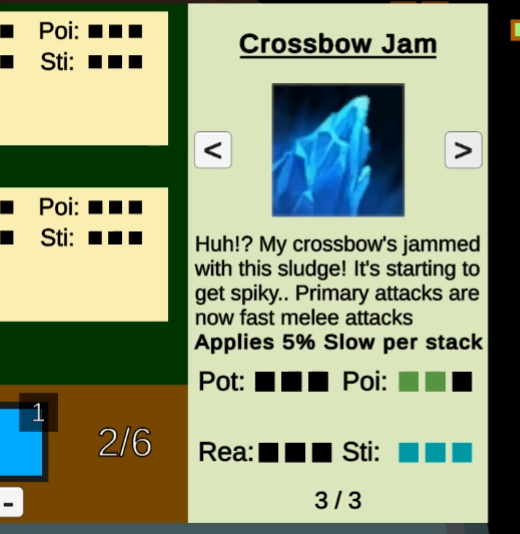 Poi:
Sti:
Poi:
Sti:
1
2/6
-
Crossbow Jam
<
>
Huh!? My crossbow's jammed
with this sludge! It's starting to
get spiky.. Primary attacks are
now fast melee attacks
Applies 5% Slow per stack
Pot: Poi:
Rea: Sti:
3 / 3